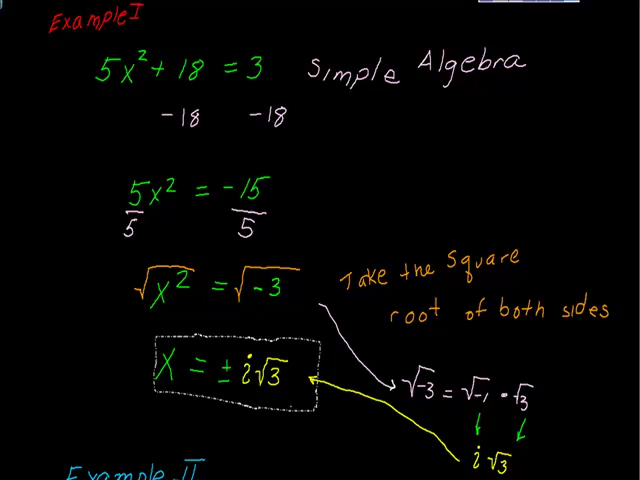 Example I
5x² + 18 = 3 Simple Algebra
-18 -18
5x² = -15
5 5
√x² = √-3 Take the Square
root of both sides
x = ± i√3
√-3 = √-1 • √3
i √3
Example II